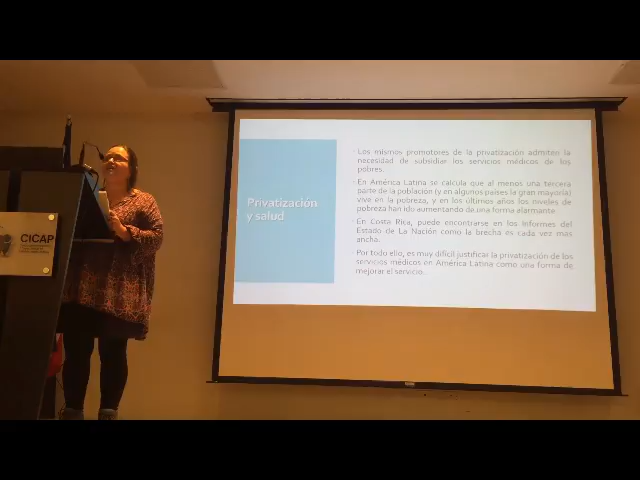 CICAP
Privatización
y salud
Los mismos promotores de la privatización admiten la
necesidad de subsidiar los servicios médicos de los
pobres.
En América Latina se calcula que al menos una tercera
parte de la población (y en algunos países la gran mayoría)
vive en la pobreza, y en los últimos años los niveles de
pobreza han ido aumentando de una forma alarmante
En Costa Rica, puede encontrarse en los Informes del
Estado de La Nación como la brecha es cada vez mas
ancha.
Por todo ello, es muy difícil justificar la privatización de los
servicios médicos en América Latina como una forma de
mejorar el servicio.